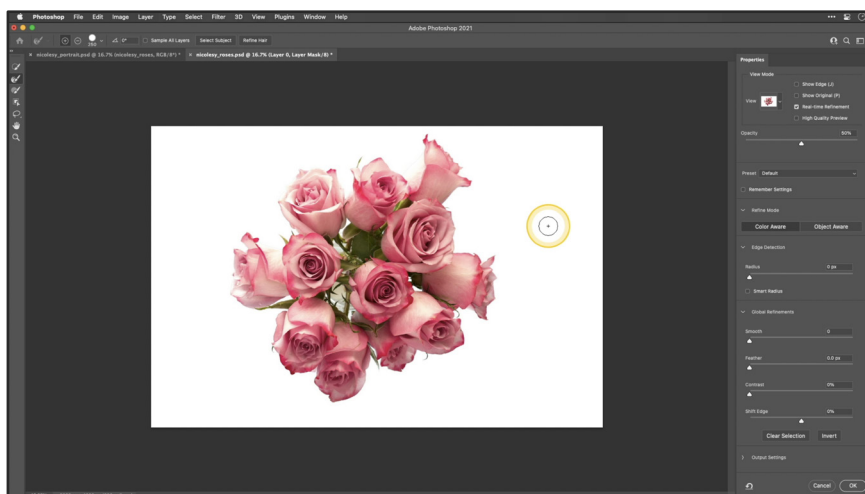 Photoshop File Edit Image Layer Type Select Filter 3D View Plugins Window Help
Adobe Photoshop 2021
280 0° Sample All Layers Select Subject Refine Hair
nicolesy_portrait.psd @ 16.7% (nicolesy_roses, RGB/8*) * nicolesy_roses.psd @ 16.7% (Layer 0, Layer Mask/8) *
Properties
View Mode
Show Edge (J)
Show Original (P)
View
Real-time Refinement
High Quality Preview
Opacity 50%
Preset Default
Remember Settings
Refine Mode
Color Aware Object Aware
Edge Detection
Radius 0 px
Smart Radius
Global Refinements
Smooth 0
Feather 0.0 px
Contrast 0%
Shift Edge 0%
Clear Selection Invert
Output Settings
Cancel OK